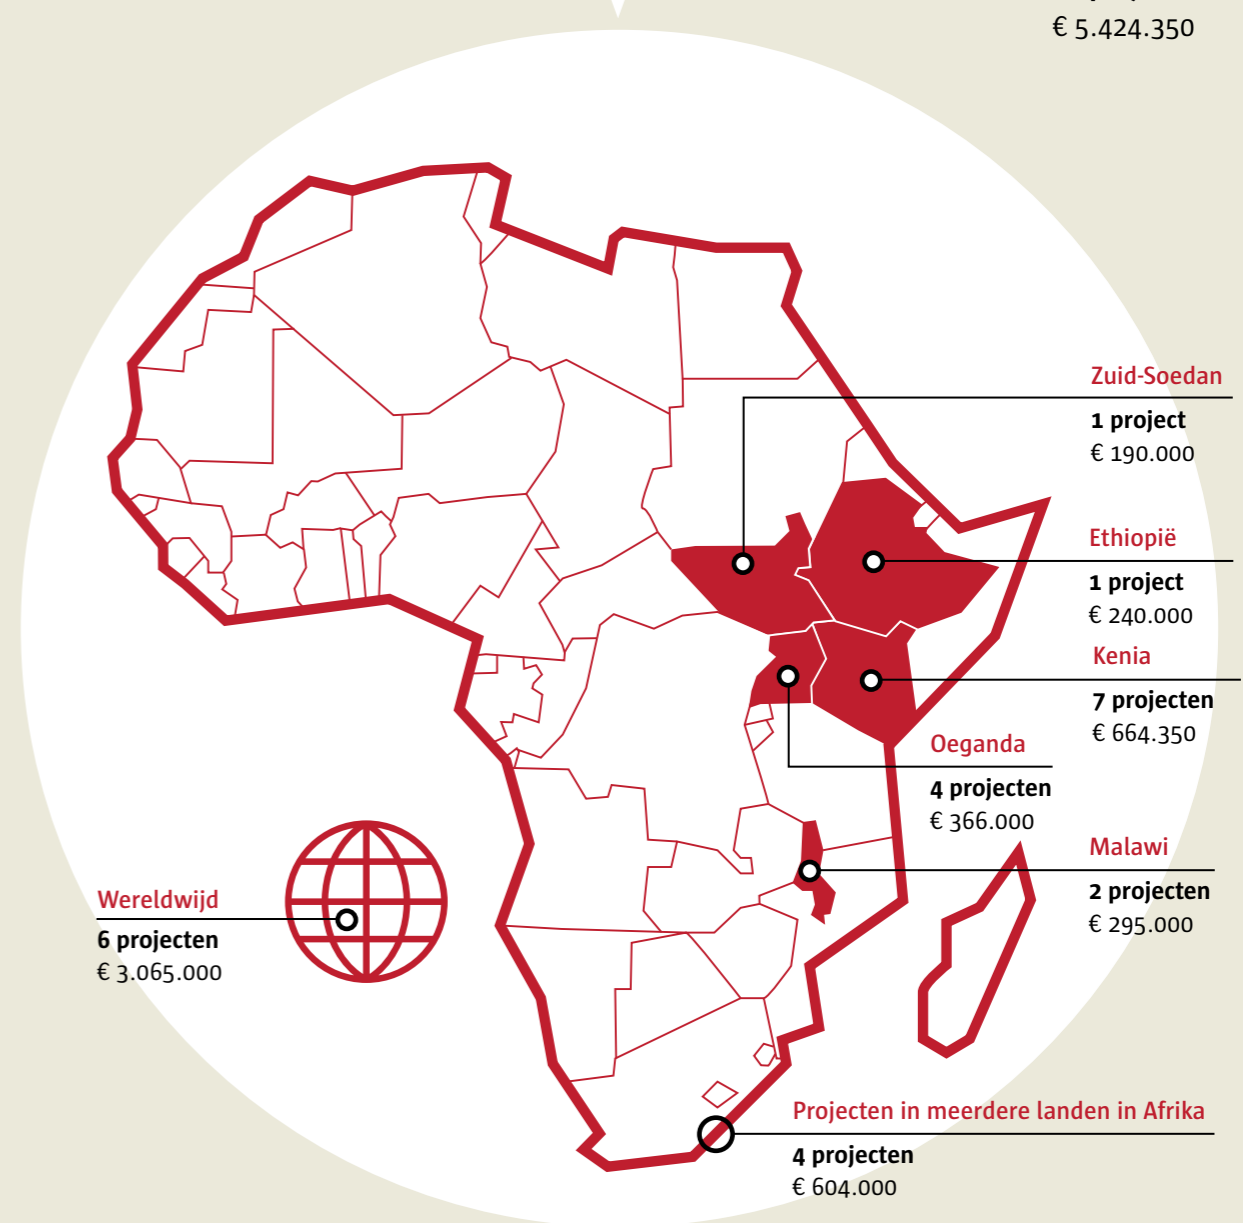 € 5.424.350
Zuid-Soedan
1 project
€ 190.000
Ethiopië
1 project
€ 240.000
Kenia
7 projecten
€ 664.350
Oeganda
4 projecten
€ 366.000
Malawi
2 projecten
€ 295.000
Wereldwijd
6 projecten
€ 3.065.000
Projecten in meerdere landen in Afrika
4 projecten
€ 604.000